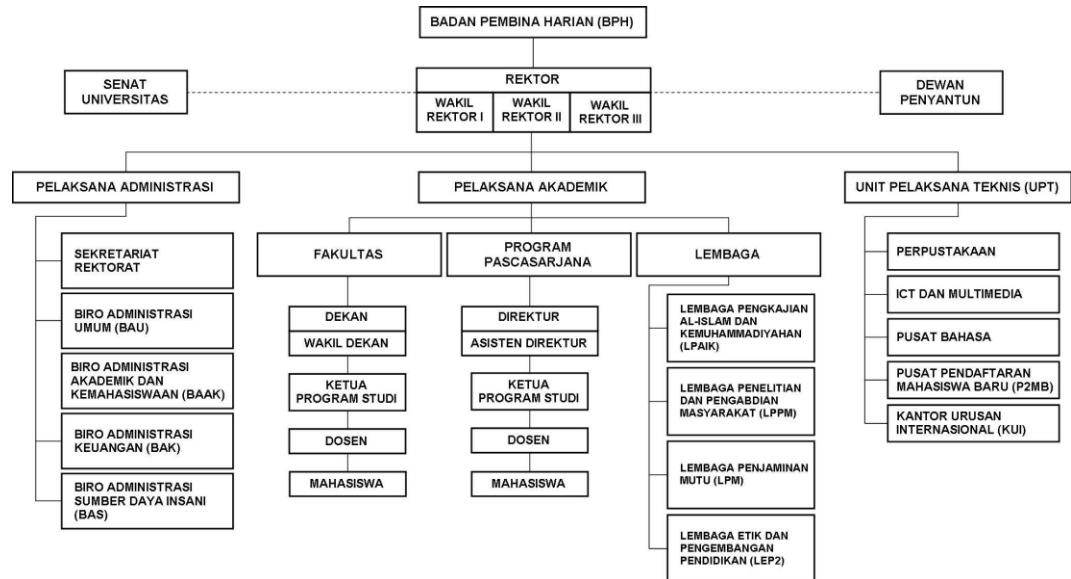 BADAN PEMBINA HARIAN (BPH)
SENAT
UNIVERSITAS
REKTOR
WAKIL
REKTOR I
WAKIL
REKTOR II
WAKIL
REKTOR III
DEWAN
PENYANTUN
PELAKSANA ADMINISTRASI
PELAKSANA AKADEMIK
UNIT PELAKSANA TEKNIS (UPT)
SEKRETARIAT
REKTORAT
BIRO ADMINISTRASI
UMUM (BAU)
BIRO ADMINISTRASI
AKADEMIK DAN
KEMAHASISWAAN (BAAK)
BIRO ADMINISTRASI
KEUANGAN (BAK)
BIRO ADMINISTRASI
SUMBER DAYA INSANI
(BAS)
FAKULTAS
DEKAN
WAKIL DEKAN
KETUA
PROGRAM STUDI
DOSEN
MAHASISWA
PROGRAM
PASCASARJANA
DIREKTUR
ASISTEN DIREKTUR
KETUA
PROGRAM STUDI
DOSEN
MAHASISWA
LEMBAGA
LEMBAGA PENGKAJIAN
AL-ISLAM DAN
KEMUHAMMADIYAHAN
(LPAIK)
LEMBAGA PENELITIAN
DAN PENGABDIAN
MASYARAKAT (LPPM)
LEMBAGA PENJAMINAN
MUTU (LPM)
LEMBAGA ETIK DAN
PENGEMBANGAN
PENDIDIKAN (LEP2)
PERPUSTAKAAN
ICT DAN MULTIMEDIA
PUSAT BAHASA
PUSAT PENDAFTARAN
MAHASISWA BARU (P2MB)
KANTOR URUSAN
INTERNASIONAL (KUI)